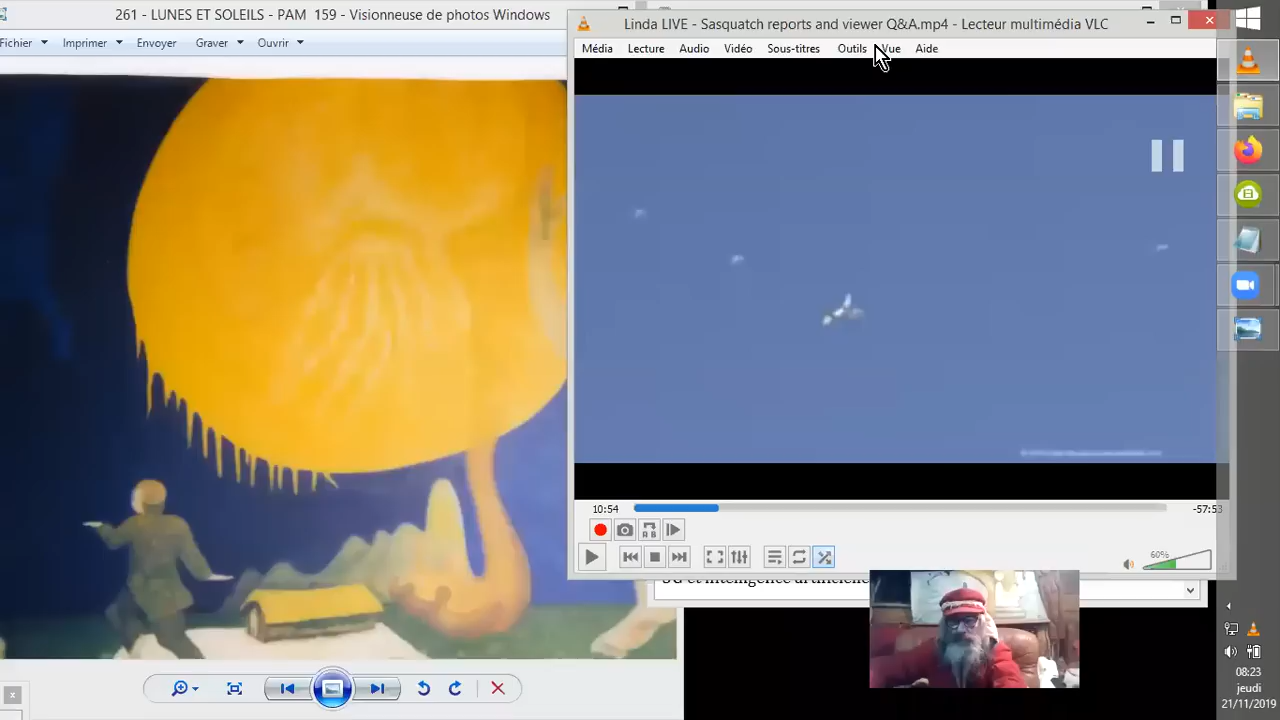 261 - LUNES ET SOLEILS - PAM 159 - Visionneuse de photos Windows
Fichier
Imprimer
Envoyer
Graver
Ouvrir
Linda LIVE - Sasquatch reports and viewer Q&A.mp4 - Lecteur multimédia VLC
Média Lecture Audio Vidéo Sous-titres Outils Vue Aide
10:54
-57:53
60%
08:23
jeudi
21/11/2019